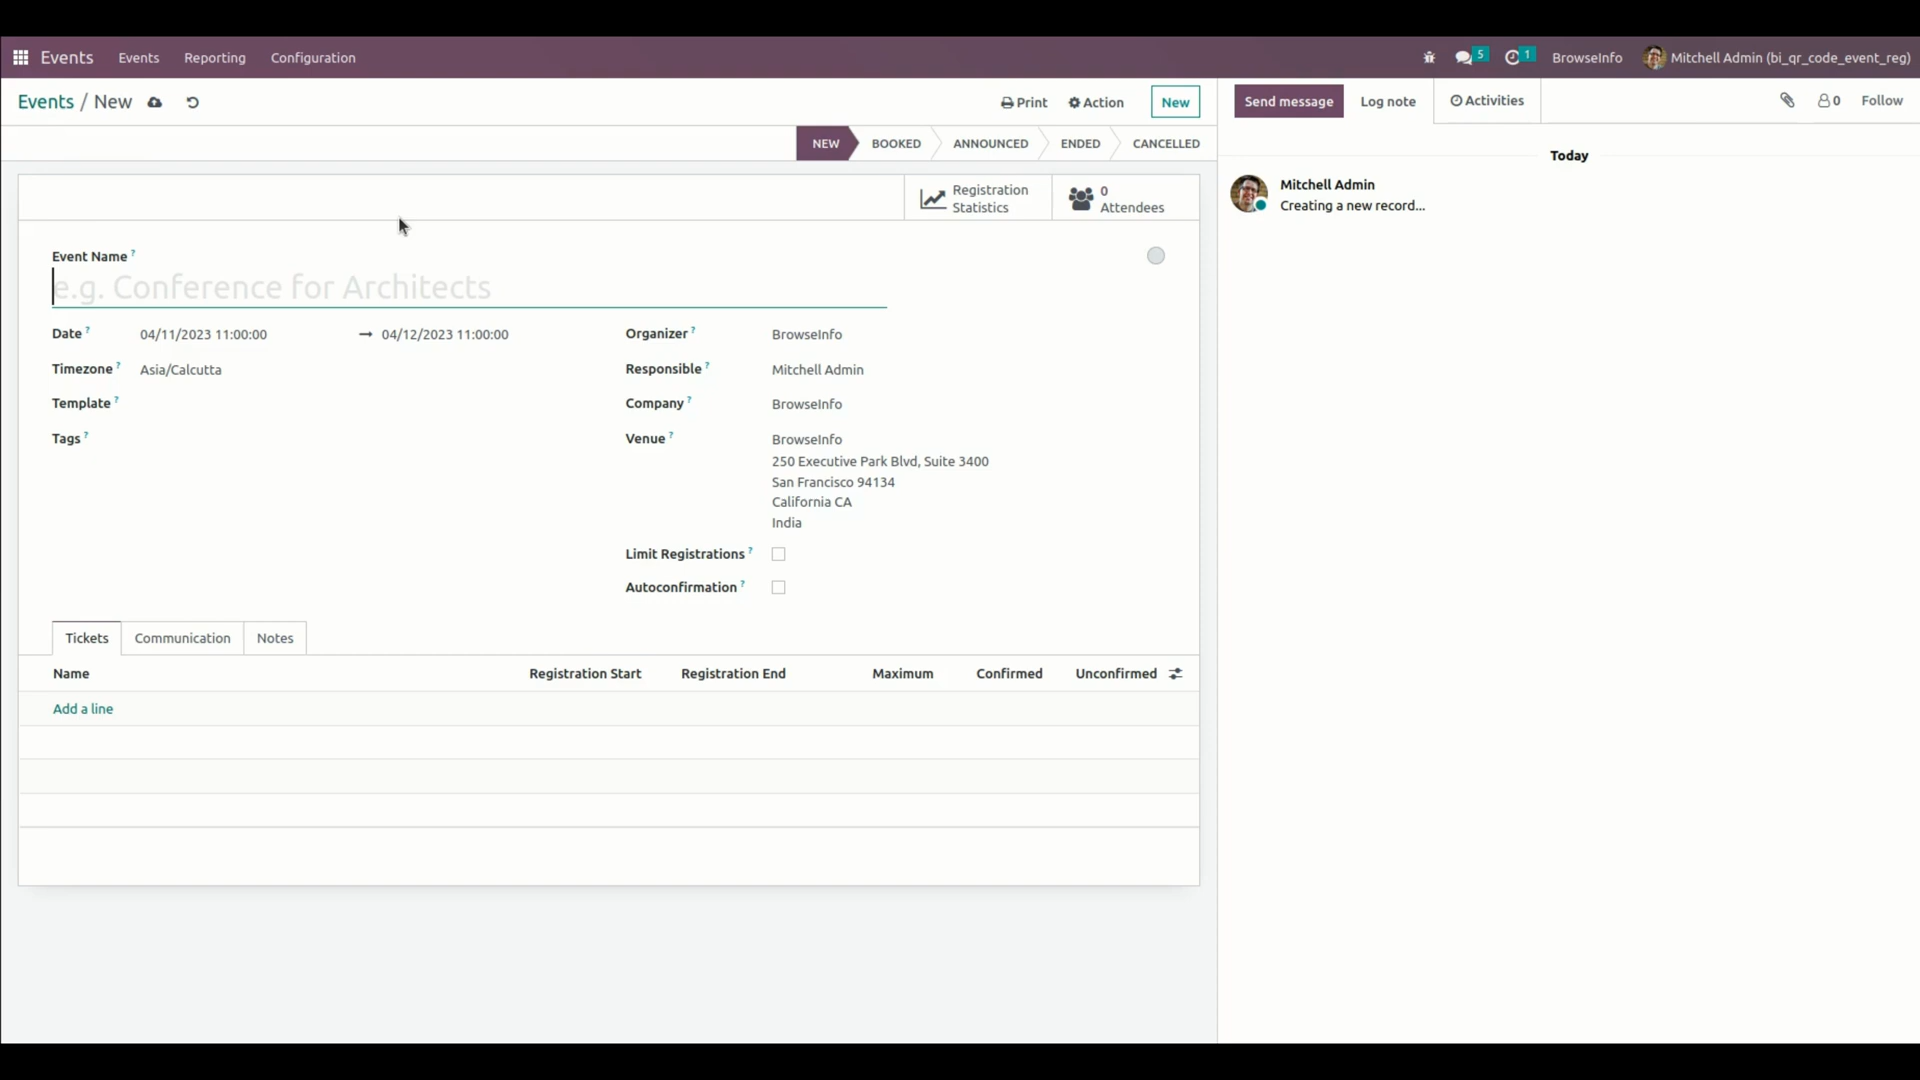 Events Events Reporting Configuration 5 1 BrowseInfo Mitchell Admin (bi_qr_code_event_reg)
Events / New Print Action New
Send message Log note Activities 0 Follow
NEW BOOKED ANNOUNCED ENDED CANCELLED
Today
Registration Statistics
0 Attendees
Mitchell Admin
Creating a new record...
Event Name ?
e.g. Conference for Architects
Date ? 04/11/2023 11:00:00 → 04/12/2023 11:00:00 Organizer ? BrowseInfo
Timezone ? Asia/Calcutta Responsible ? Mitchell Admin
Template ? Company ? BrowseInfo
Tags ? Venue ? BrowseInfo
250 Executive Park Blvd, Suite 3400
San Francisco 94134
California CA
India
Limit Registrations ?
Autoconfirmation ?
Tickets Communication Notes
Name Registration Start Registration End Maximum Confirmed Unconfirmed
Add a line